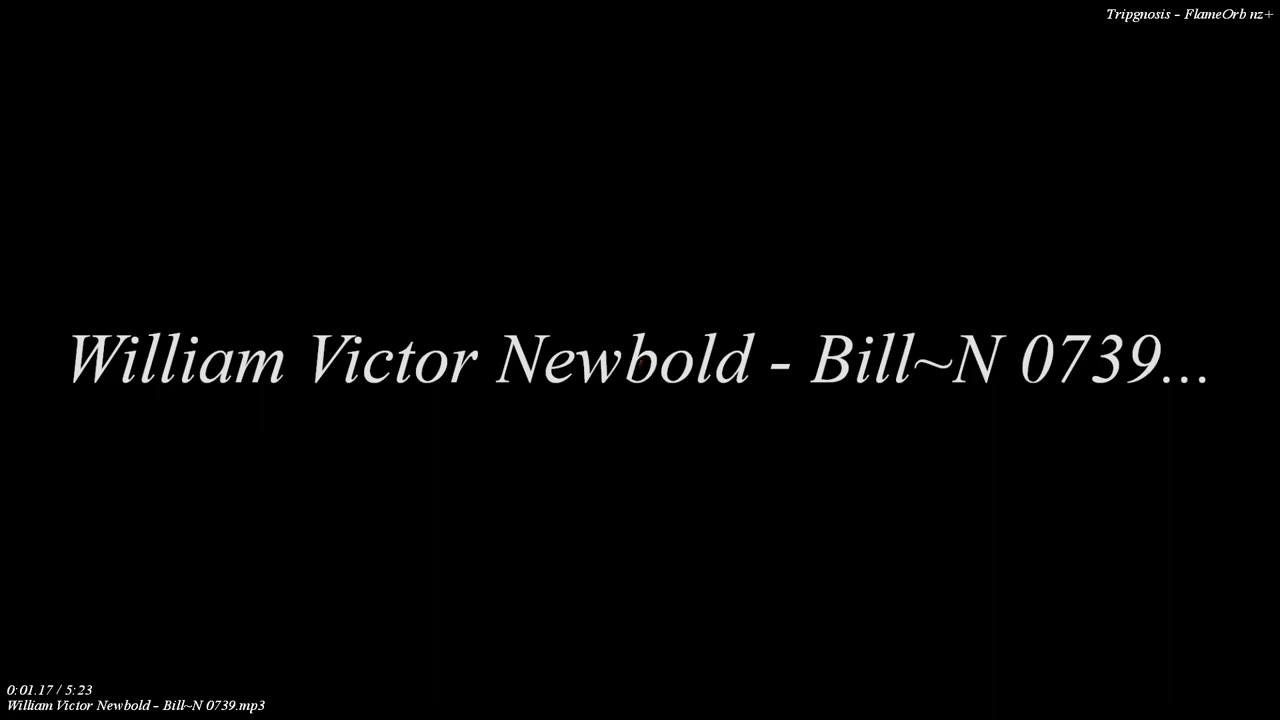 Tripgnosis - FlameOrb nz+
William Victor Newbold - Bill~N 0739...
0:01.17 / 5:23
William Victor Newbold - Bill~N 0739.mp3